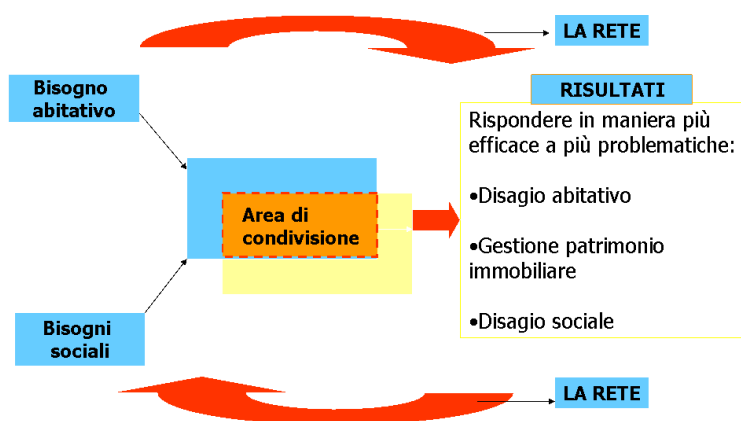 LA RETE
Bisogno
abitativo
RISULTATI
Rispondere in maniera più
efficace a più problematiche:
•Disagio abitativo
•Gestione patrimonio
immobiliare
•Disagio sociale
Area di
condivisione
Bisogni
sociali
LA RETE